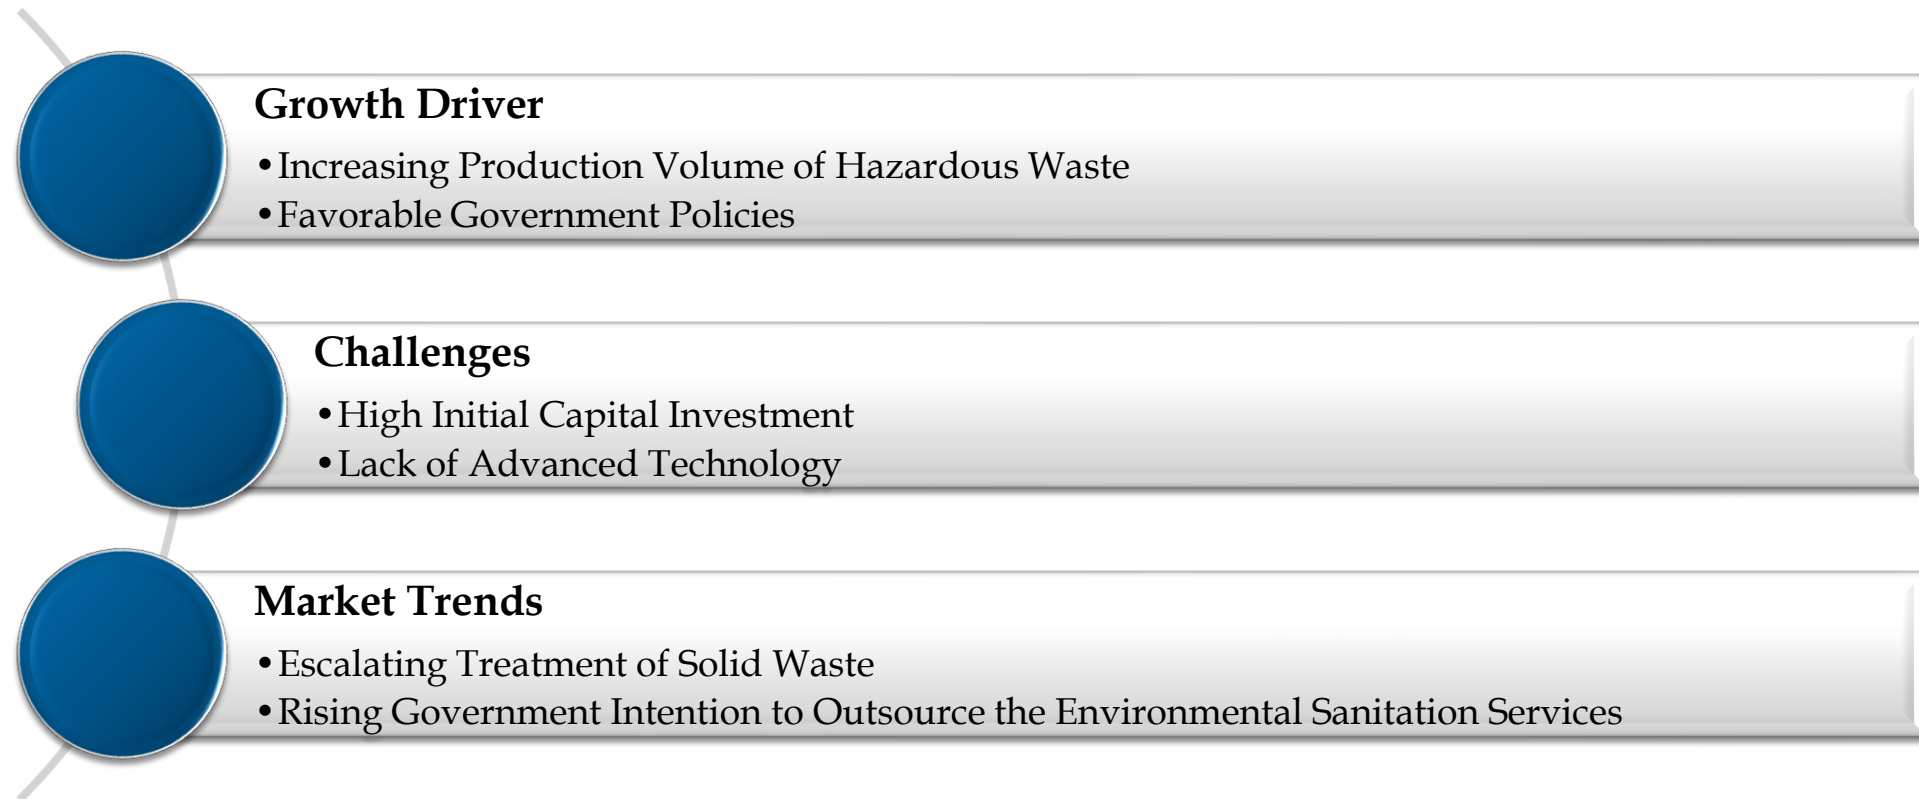 Growth Driver
•Increasing Production Volume of Hazardous Waste
•Favorable Government Policies
Challenges
•High Initial Capital Investment
•Lack of Advanced Technology
Market Trends
•Escalating Treatment of Solid Waste
•Rising Government Intention to Outsource the Environmental Sanitation Services